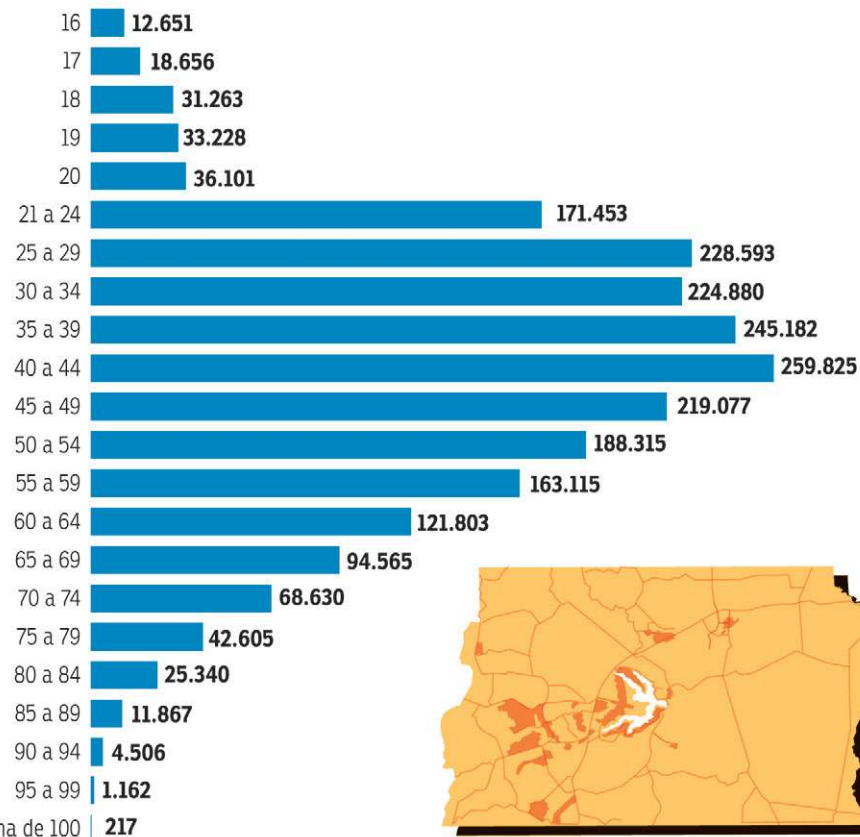 16 12.651
17 18.656
18 31.263
19 33.228
20 36.101
21 a 24 171.453
25 a 29 228.593
30 a 34 224.880
35 a 39 245.182
40 a 44 259.825
45 a 49 219.077
50 a 54 188.315
55 a 59 163.115
60 a 64 121.803
65 a 69 94.565
70 a 74 68.630
75 a 79 42.605
80 a 84 25.340
85 a 89 11.867
90 a 94 4.506
95 a 99 1.162
de 100 217